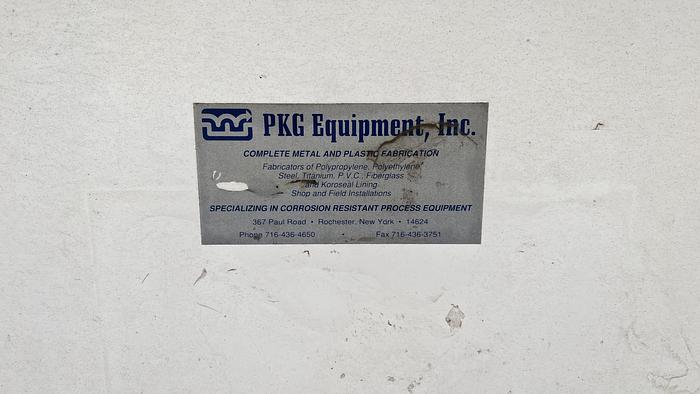 PKG Equipment, Inc.
COMPLETE METAL AND PLASTIC FABRICATION
Fabricators of Polypropylene, Polyethylene,
Steel, Titanium, P.V.C., Fiberglass
and Koroseal Lining
Shop and Field Installations
SPECIALIZING IN CORROSION RESISTANT PROCESS EQUIPMENT
367 Paul Road • Rochester, New York • 14624
Phone 716-436-4650 • Fax 716-436-3751